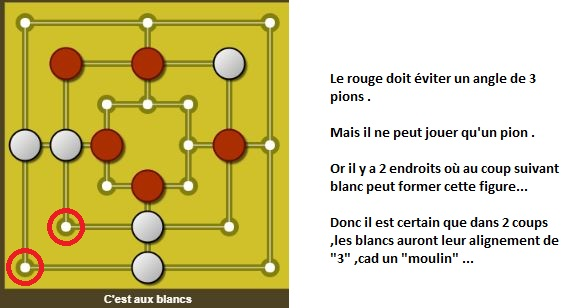 Le rouge doit éviter un angle de 3
pions .
Mais il ne peut jouer qu'un pion .
Or il y a 2 endroits où au coup suivant
blanc peut former cette figure...
Donc il est certain que dans 2 coups
,les blancs auront leur alignement de
"3" ,cad un "moulin" ...
C'est aux blancs